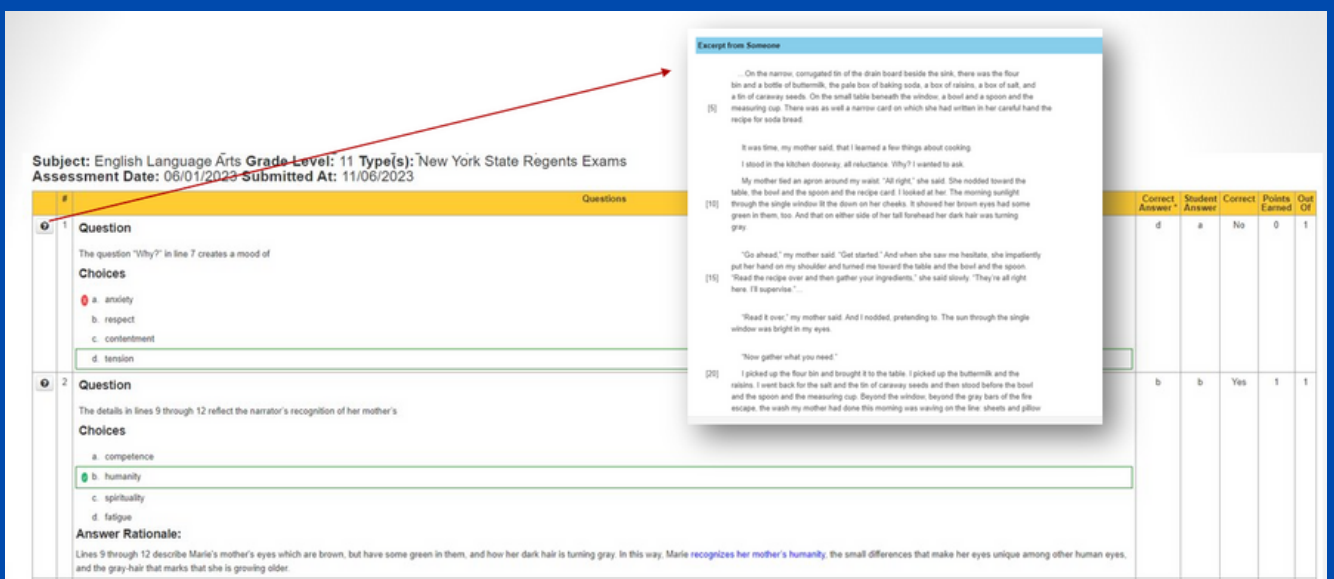 Excerpt from Someone
... On the narrow, corrugated tin of the drain board beside the sink, there was the flour
bin and a bottle of buttermilk, the pale box of baking soda, a box of raisins, a box of salt, and
a tin of caraway seeds. On the small table beneath the window, a bowl and a spoon and the
[5] measuring cup. There was as well a narrow card on which she had written in her careful hand the
recipe for soda bread.
It was time, my mother said, that I learned a few things about cooking.
I stood in the kitchen doorway, all reluctance. Why? I wanted to ask.
My mother tied an apron around my waist. "All right," she said. She nodded toward the
table, the bowl and the spoon and the recipe card. I looked at her. The morning sunlight
[10] through the single window lit the down on her cheeks. It showed her brown eyes had some
green in them, too. And that on either side of her tall forehead her dark hair was turning
gray.
"Go ahead," my mother said. "Get started." And when she saw me hesitate, she impatiently
put her hand on my shoulder and turned me toward the table and the bowl and the spoon.
[15] "Read the recipe over and then gather your ingredients," she said slowly. "They're all right
here. I'll supervise."...
"Read it over," my mother said. And I nodded, pretending to. The sun through the single
window was bright in my eyes.
"Now gather what you need."
[20] I picked up the flour bin and brought it to the table. I picked up the buttermilk and the
raisins. I went back for the salt and the tin of caraway seeds and then stood before the bowl
and the spoon and the measuring cup. Beyond the window, beyond the gray bars of the fire
escape, the wash my mother had done this morning was waving on the line: sheets and pillow
Subject: English Language Arts Grade Level: 11 Type(s): New York State Regents Exams
Assessment Date: 06/01/2023 Submitted At: 11/06/2023
# Questions Correct Answer* Student Answer Correct Points Earned Out Of
1 Question d a No 0 1
The question "Why?" in line 7 creates a mood of
Choices
a. anxiety
b. respect
c. contentment
d. tension
2 Question b b Yes 1 1
The details in lines 9 through 12 reflect the narrator's recognition of her mother's
Choices
a. competence
b. humanity
c. spirituality
d. fatigue
Answer Rationale:
Lines 9 through 12 describe Marie's mother's eyes which are brown, but have some green in them, and how her dark hair is turning gray. In this way, Marie recognizes her mother's humanity, the small differences that make her eyes unique among other human eyes,
and the gray-hair that marks that she is growing older.